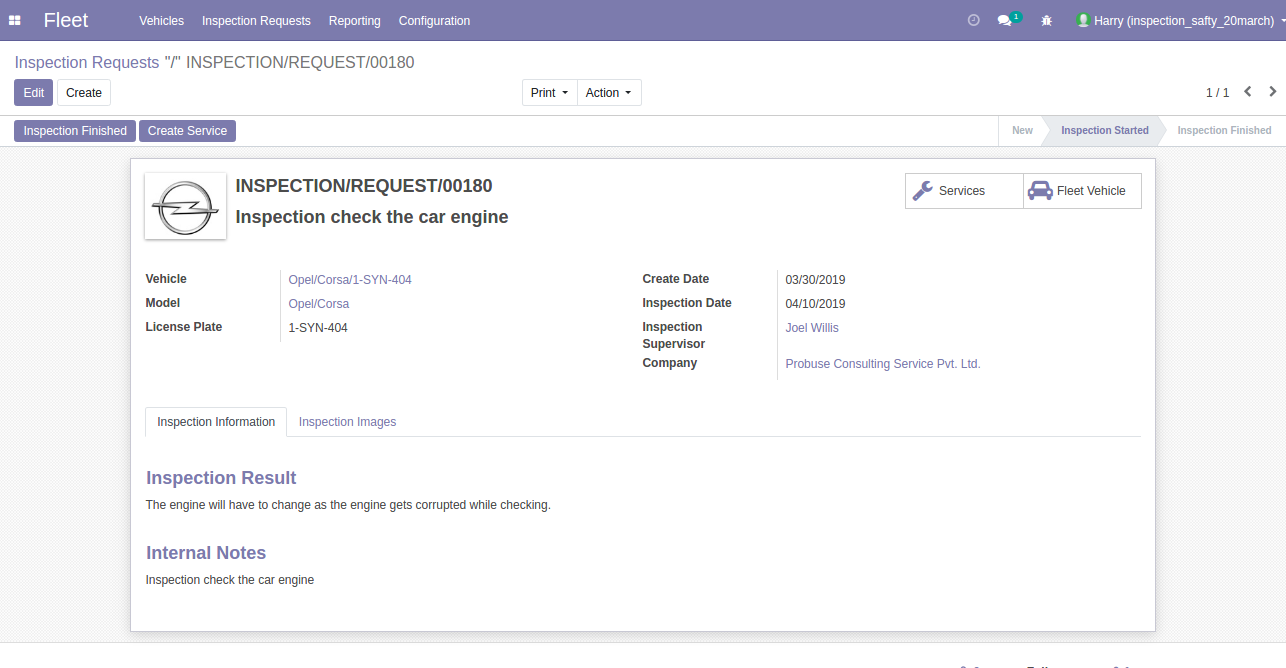 Fleet Vehicles Inspection Requests Reporting Configuration 1 Harry (inspection_safty_20march)
Inspection Requests "/" INSPECTION/REQUEST/00180
Edit Create Print Action 1 / 1
Inspection Finished Create Service New Inspection Started Inspection Finished
INSPECTION/REQUEST/00180
Inspection check the car engine
Services Fleet Vehicle
Vehicle Opel/Corsa/1-SYN-404
Model Opel/Corsa
License Plate 1-SYN-404
Create Date 03/30/2019
Inspection Date 04/10/2019
Inspection Joel Willis
Supervisor
Company Probuse Consulting Service Pvt. Ltd.
Inspection Information Inspection Images
Inspection Result
The engine will have to change as the engine gets corrupted while checking.
Internal Notes
Inspection check the car engine